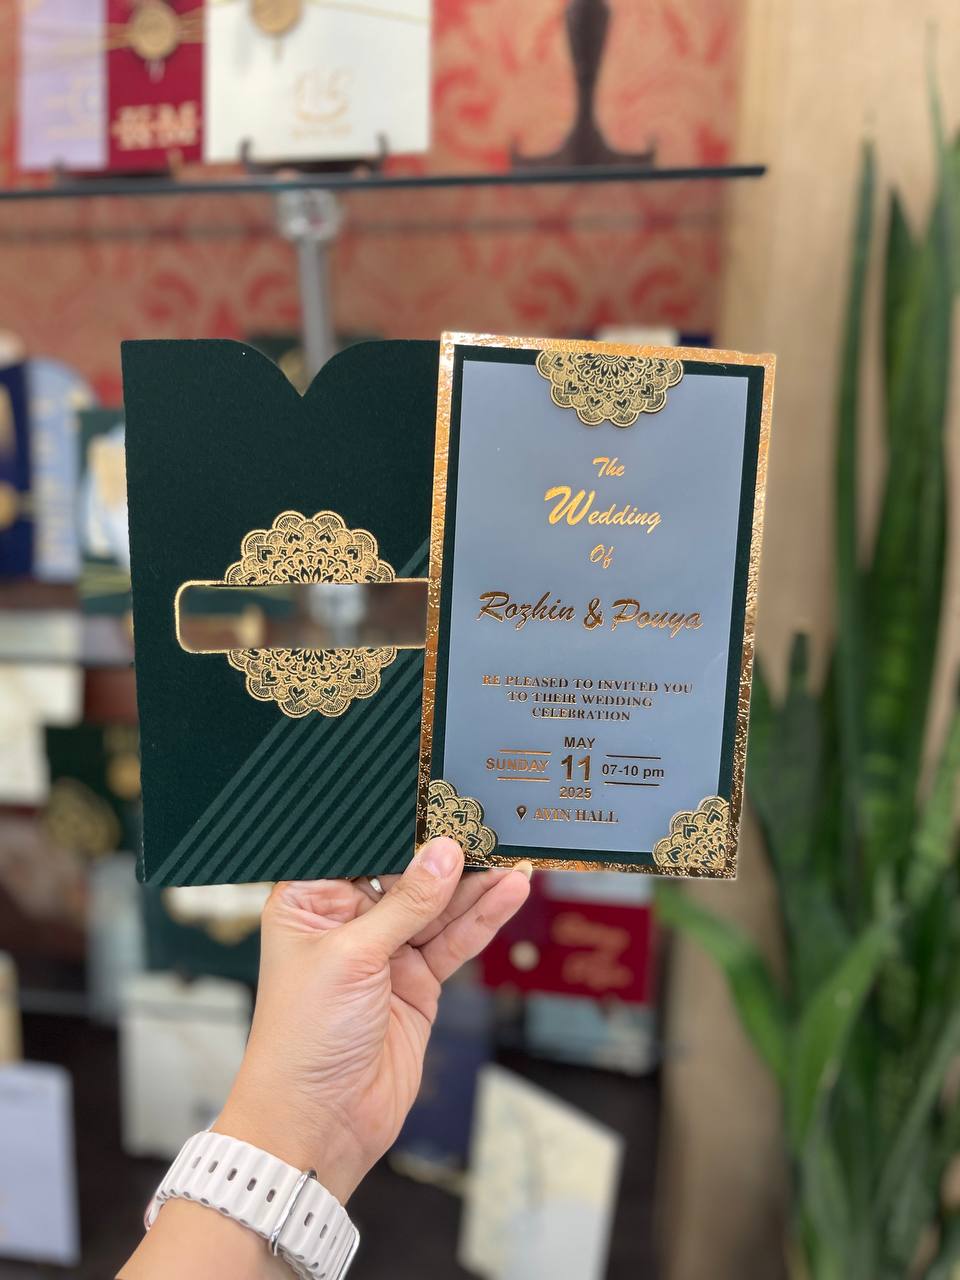 The
Wedding
Of
Rozhin & Pouya
BE PLEASED TO INVITED YOU
TO THEIR WEDDING
CELEBRATION
MAY
SUNDAY 11 07-10 pm
2025
AVIN HALL